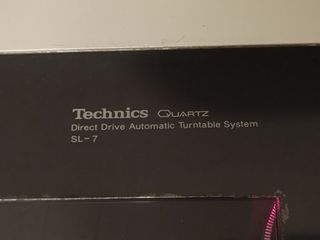 Technics QUARTZ
Direct Drive Automatic Turntable System
SL-7